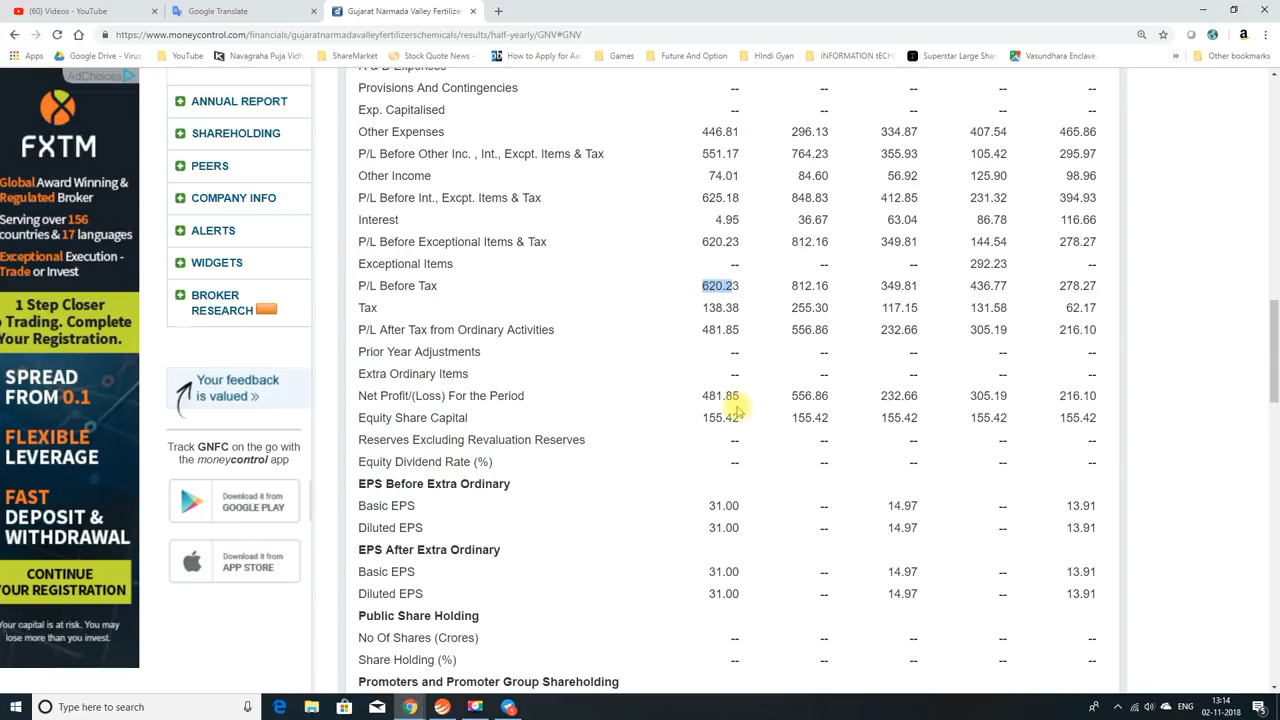 (60) Videos - YouTube
Google Translate
Gujarat Narmada Valley Fertilize
https://www.moneycontrol.com/financials/gujaratnarmadavalleyfertilizerschemicals/results/half-yearly/GNV#GNV
Apps
Google Drive - Virus
YouTube
Navagraha Puja Vidh
ShareMarket
Stock Quote News -
How to Apply for Aa
Games
Future And Option
HIndi Gyan
iNFORMATION tECH
Superstar Large Shar
Vasundhara Enclave,
Other bookmarks
AdChoices
FXTM
Global Award Winning &
Regulated Broker
Serving over 156
countries & 17 languages
Exceptional Execution -
Trade or Invest
1 Step Closer
Trading. Complete
Your Registration.
SPREAD
FROM 0.1
FLEXIBLE
LEVERAGE
FAST
DEPOSIT &
WITHDRAWAL
CONTINUE
YOUR REGISTRATION
Your capital is at risk. You may
lose more than you invest.
ANNUAL REPORT
SHAREHOLDING
PEERS
COMPANY INFO
ALERTS
WIDGETS
BROKER
RESEARCH
Your feedback
is valued »
Track GNFC on the go with
the moneycontrol app
Download it from
GOOGLE PLAY
Download it from
APP STORE
R & D Expenses
Provisions And Contingencies -- -- -- -- --
Exp. Capitalised -- -- -- -- --
Other Expenses 446.81 296.13 334.87 407.54 465.86
P/L Before Other Inc. , Int., Excpt. Items & Tax 551.17 764.23 355.93 105.42 295.97
Other Income 74.01 84.60 56.92 125.90 98.96
P/L Before Int., Excpt. Items & Tax 625.18 848.83 412.85 231.32 394.93
Interest 4.95 36.67 63.04 86.78 116.66
P/L Before Exceptional Items & Tax 620.23 812.16 349.81 144.54 278.27
Exceptional Items -- -- -- 292.23 --
P/L Before Tax 620.23 812.16 349.81 436.77 278.27
Tax 138.38 255.30 117.15 131.58 62.17
P/L After Tax from Ordinary Activities 481.85 556.86 232.66 305.19 216.10
Prior Year Adjustments -- -- -- -- --
Extra Ordinary Items -- -- -- -- --
Net Profit/(Loss) For the Period 481.85 556.86 232.66 305.19 216.10
Equity Share Capital 155.42 155.42 155.42 155.42 155.42
Reserves Excluding Revaluation Reserves -- -- -- -- --
Equity Dividend Rate (%) -- -- -- -- --
EPS Before Extra Ordinary
Basic EPS 31.00 -- 14.97 -- 13.91
Diluted EPS 31.00 -- 14.97 -- 13.91
EPS After Extra Ordinary
Basic EPS 31.00 -- 14.97 -- 13.91
Diluted EPS 31.00 -- 14.97 -- 13.91
Public Share Holding
No Of Shares (Crores) -- -- -- -- --
Share Holding (%) -- -- -- -- --
Promoters and Promoter Group Shareholding
Type here to search
ENG
13:14
02-11-2018